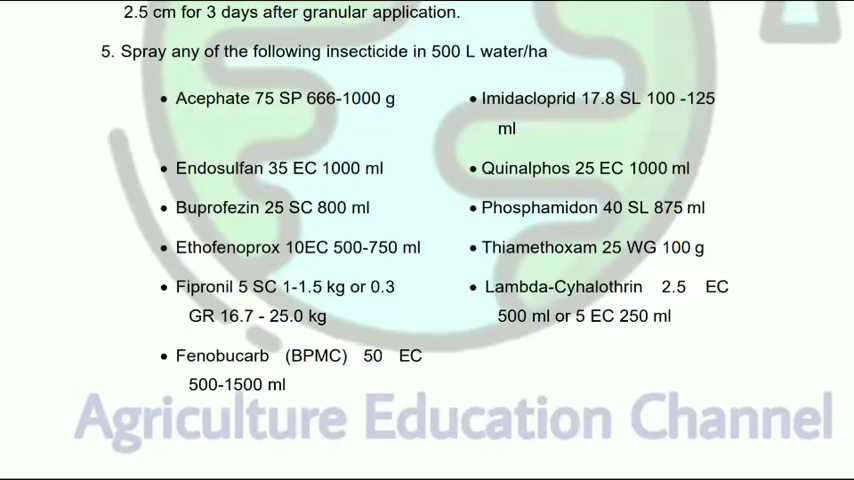 2.5 cm for 3 days after granular application.
5. Spray any of the following insecticide in 500 L water/ha
• Acephate 75 SP 666-1000 g
• Imidacloprid 17.8 SL 100 -125
ml
• Endosulfan 35 EC 1000 ml
• Quinalphos 25 EC 1000 ml
• Buprofezin 25 SC 800 ml
• Phosphamidon 40 SL 875 ml
• Ethofenoprox 10EC 500-750 ml
• Thiamethoxam 25 WG 100 g
• Fipronil 5 SC 1-1.5 kg or 0.3
GR 16.7 - 25.0 kg
• Lambda-Cyhalothrin 2.5 EC
500 ml or 5 EC 250 ml
• Fenobucarb (BPMC) 50 EC
500-1500 ml
Agriculture Education Channel